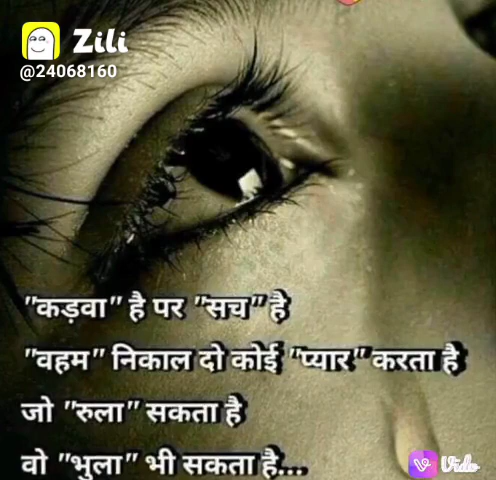 Zili
@24068160
"कड़वा" है पर "सच" है
"वहम" निकाल दो कोई "प्यार" करता है
जो "रुला" सकता है
वो "भुला" भी सकता है...
Vido